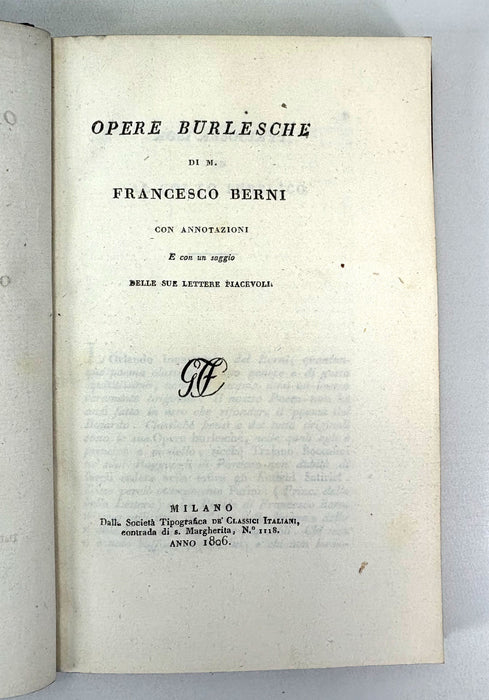 OPERE BURLESCHE
DI M.
FRANCESCO BERNI
CON ANNOTAZIONI
E con un saggio
DELLE SUE LETTERE PIACEVOLI.
MILANO
Dalla Società Tipografica DE' CLASSICI ITALIANI,
contrada di s. Margherita, N.º 1118.
ANNO 1806.